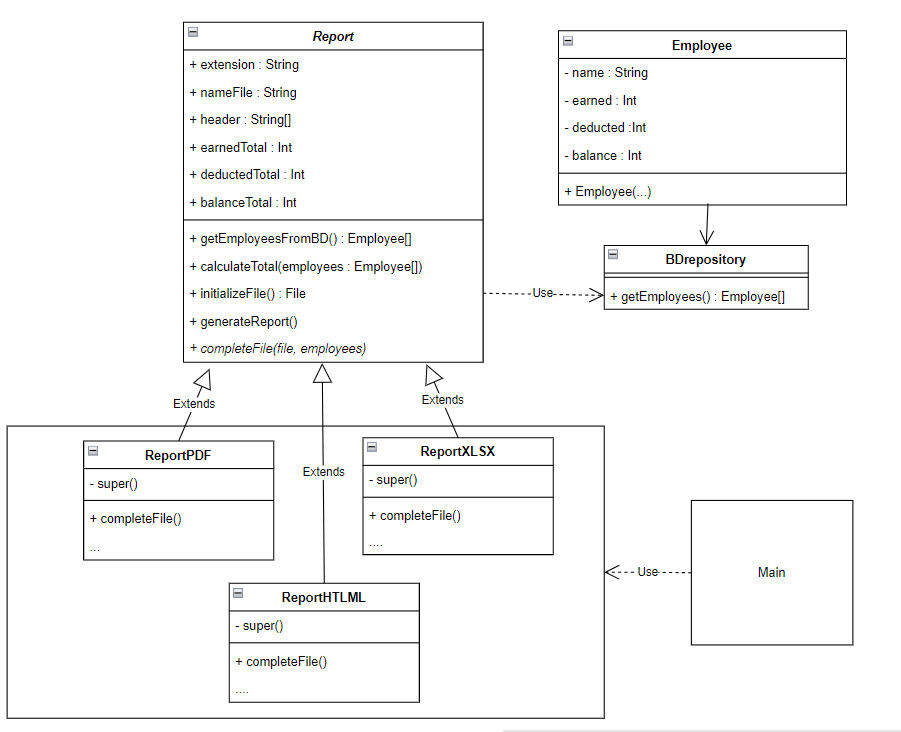 Report
+ extension : String
+ nameFile : String
+ header : String[]
+ earnedTotal : Int
+ deductedTotal : Int
+ balanceTotal : Int
+ getEmployeesFromBD() : Employee[]
+ calculateTotal(employees : Employee[])
+ initializeFile() : File
+ generateReport()
+ completeFile(file, employees)
Employee
- name : String
- earned : Int
- deducted :Int
- balance : Int
+ Employee(...)
BDrepository
+ getEmployees() : Employee[]
Use
Extends
Extends
Extends
ReportPDF
- super()
+ completeFile()
...
ReportXLSX
- super()
+ completeFile()
....
ReportHTLML
- super()
+ completeFile()
....
Use
Main